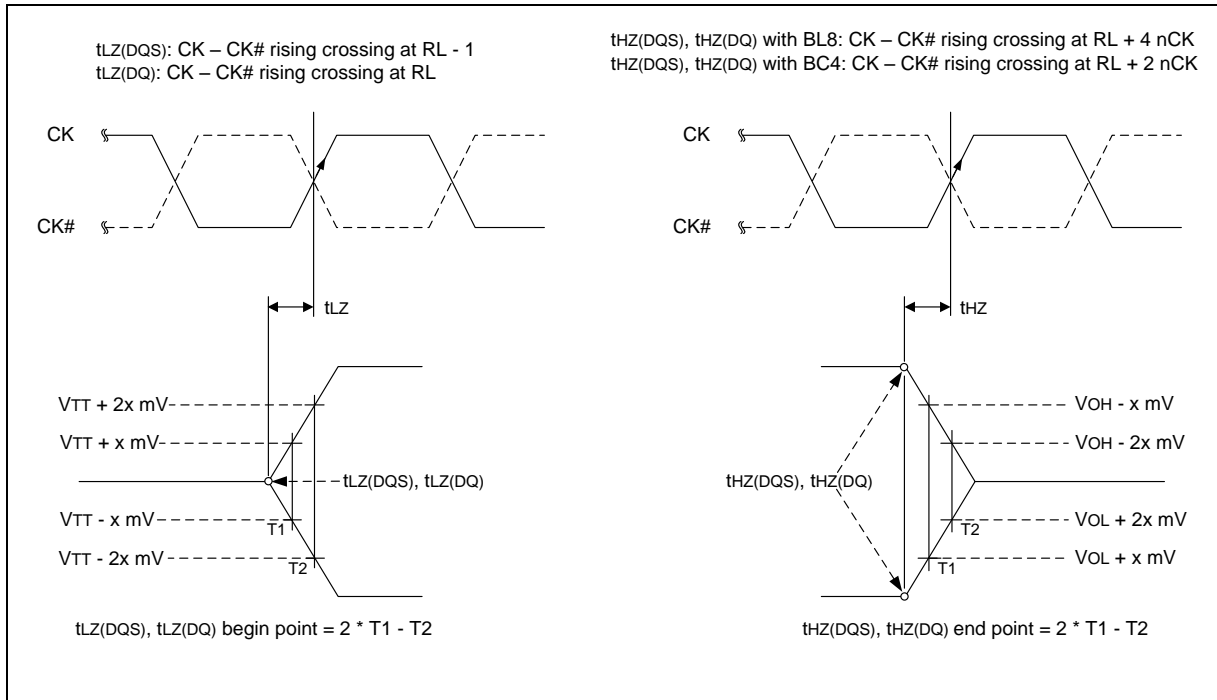 tLZ(DQS): CK – CK# rising crossing at RL - 1
tLZ(DQ): CK – CK# rising crossing at RL
tHZ(DQS), tHZ(DQ) with BL8: CK – CK# rising crossing at RL + 4 nCK
tHZ(DQS), tHZ(DQ) with BC4: CK – CK# rising crossing at RL + 2 nCK
CK
CK#
CK
CK#
tLZ
tHZ
VTT + 2x mV
VTT + x mV
tLZ(DQS), tLZ(DQ)
VTT - x mV
T1
VTT - 2x mV
T2
VOH - x mV
VOH - 2x mV
tHZ(DQS), tHZ(DQ)
VOL + 2x mV
T2
VOL + x mV
T1
tLZ(DQS), tLZ(DQ) begin point = 2 * T1 - T2
tHZ(DQS), tHZ(DQ) end point = 2 * T1 - T2